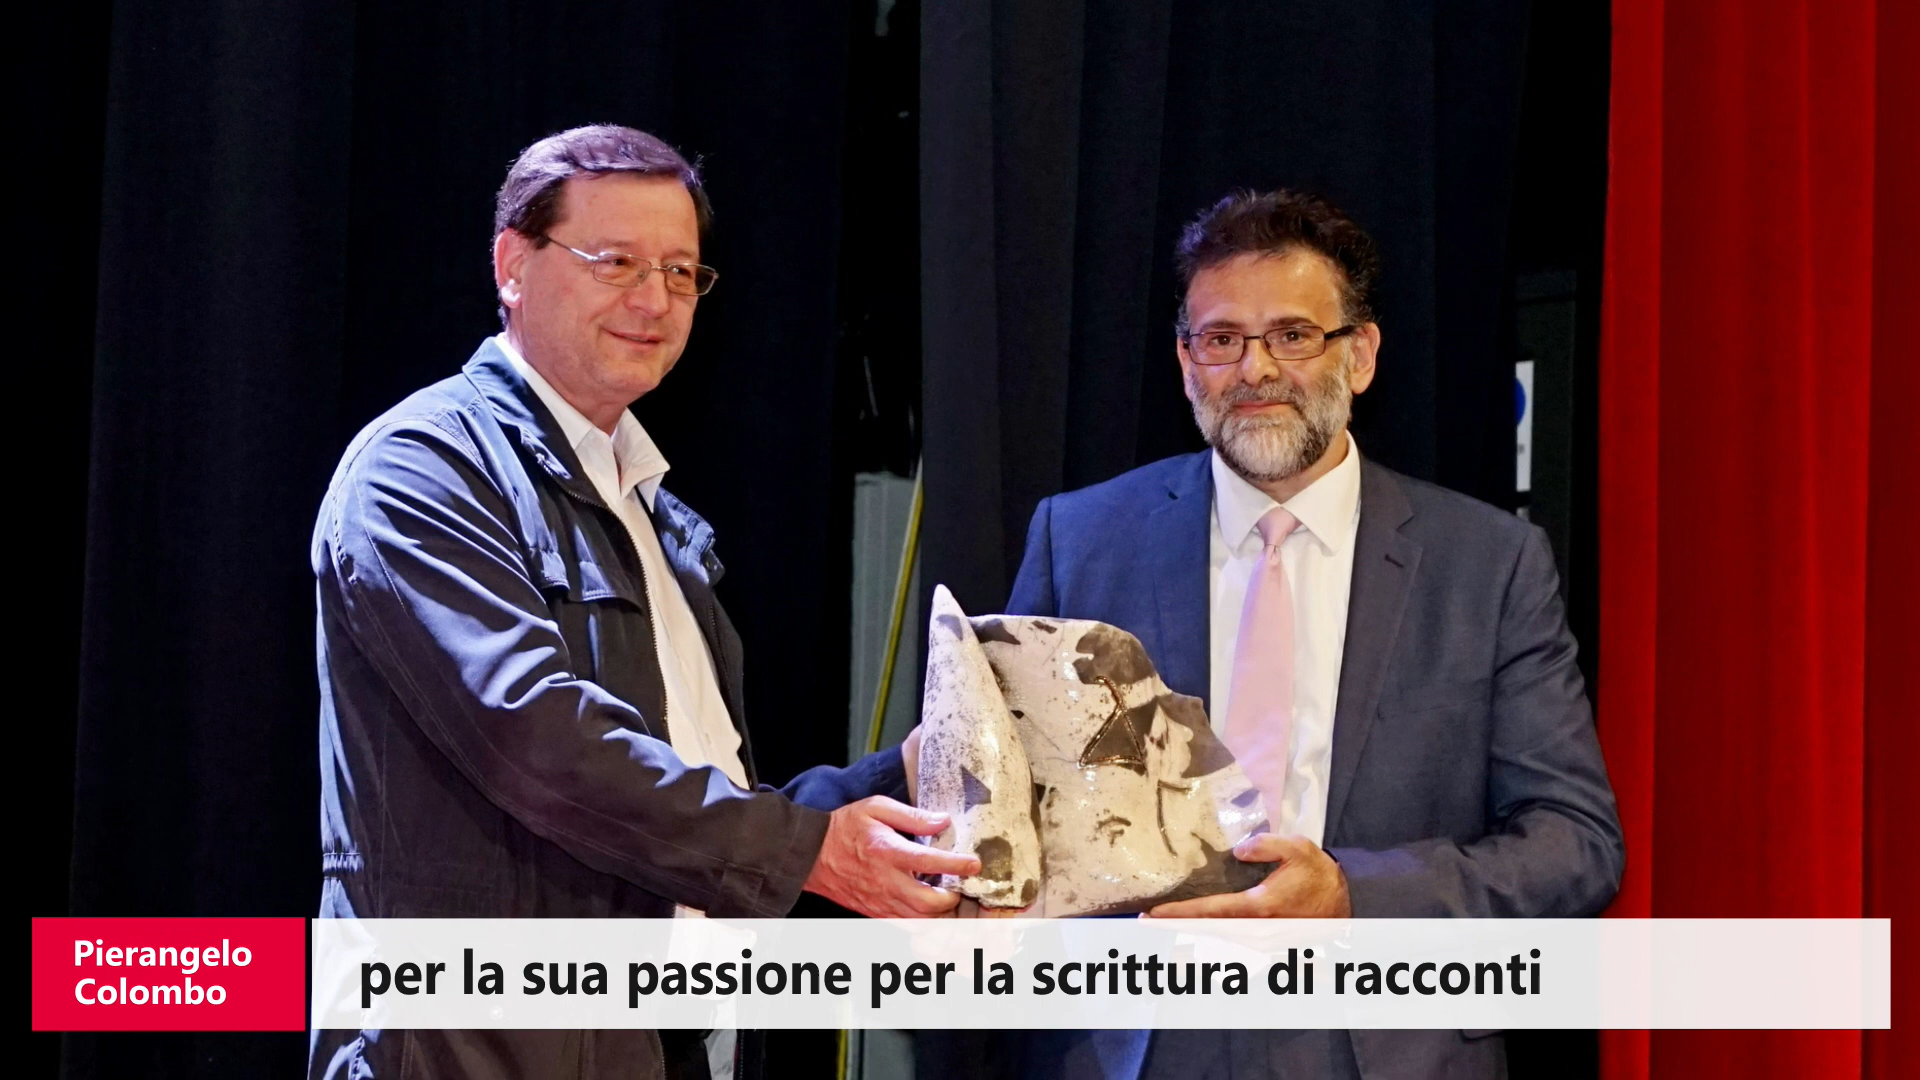 Pierangelo
Colombo
per la sua passione per la scrittura di racconti